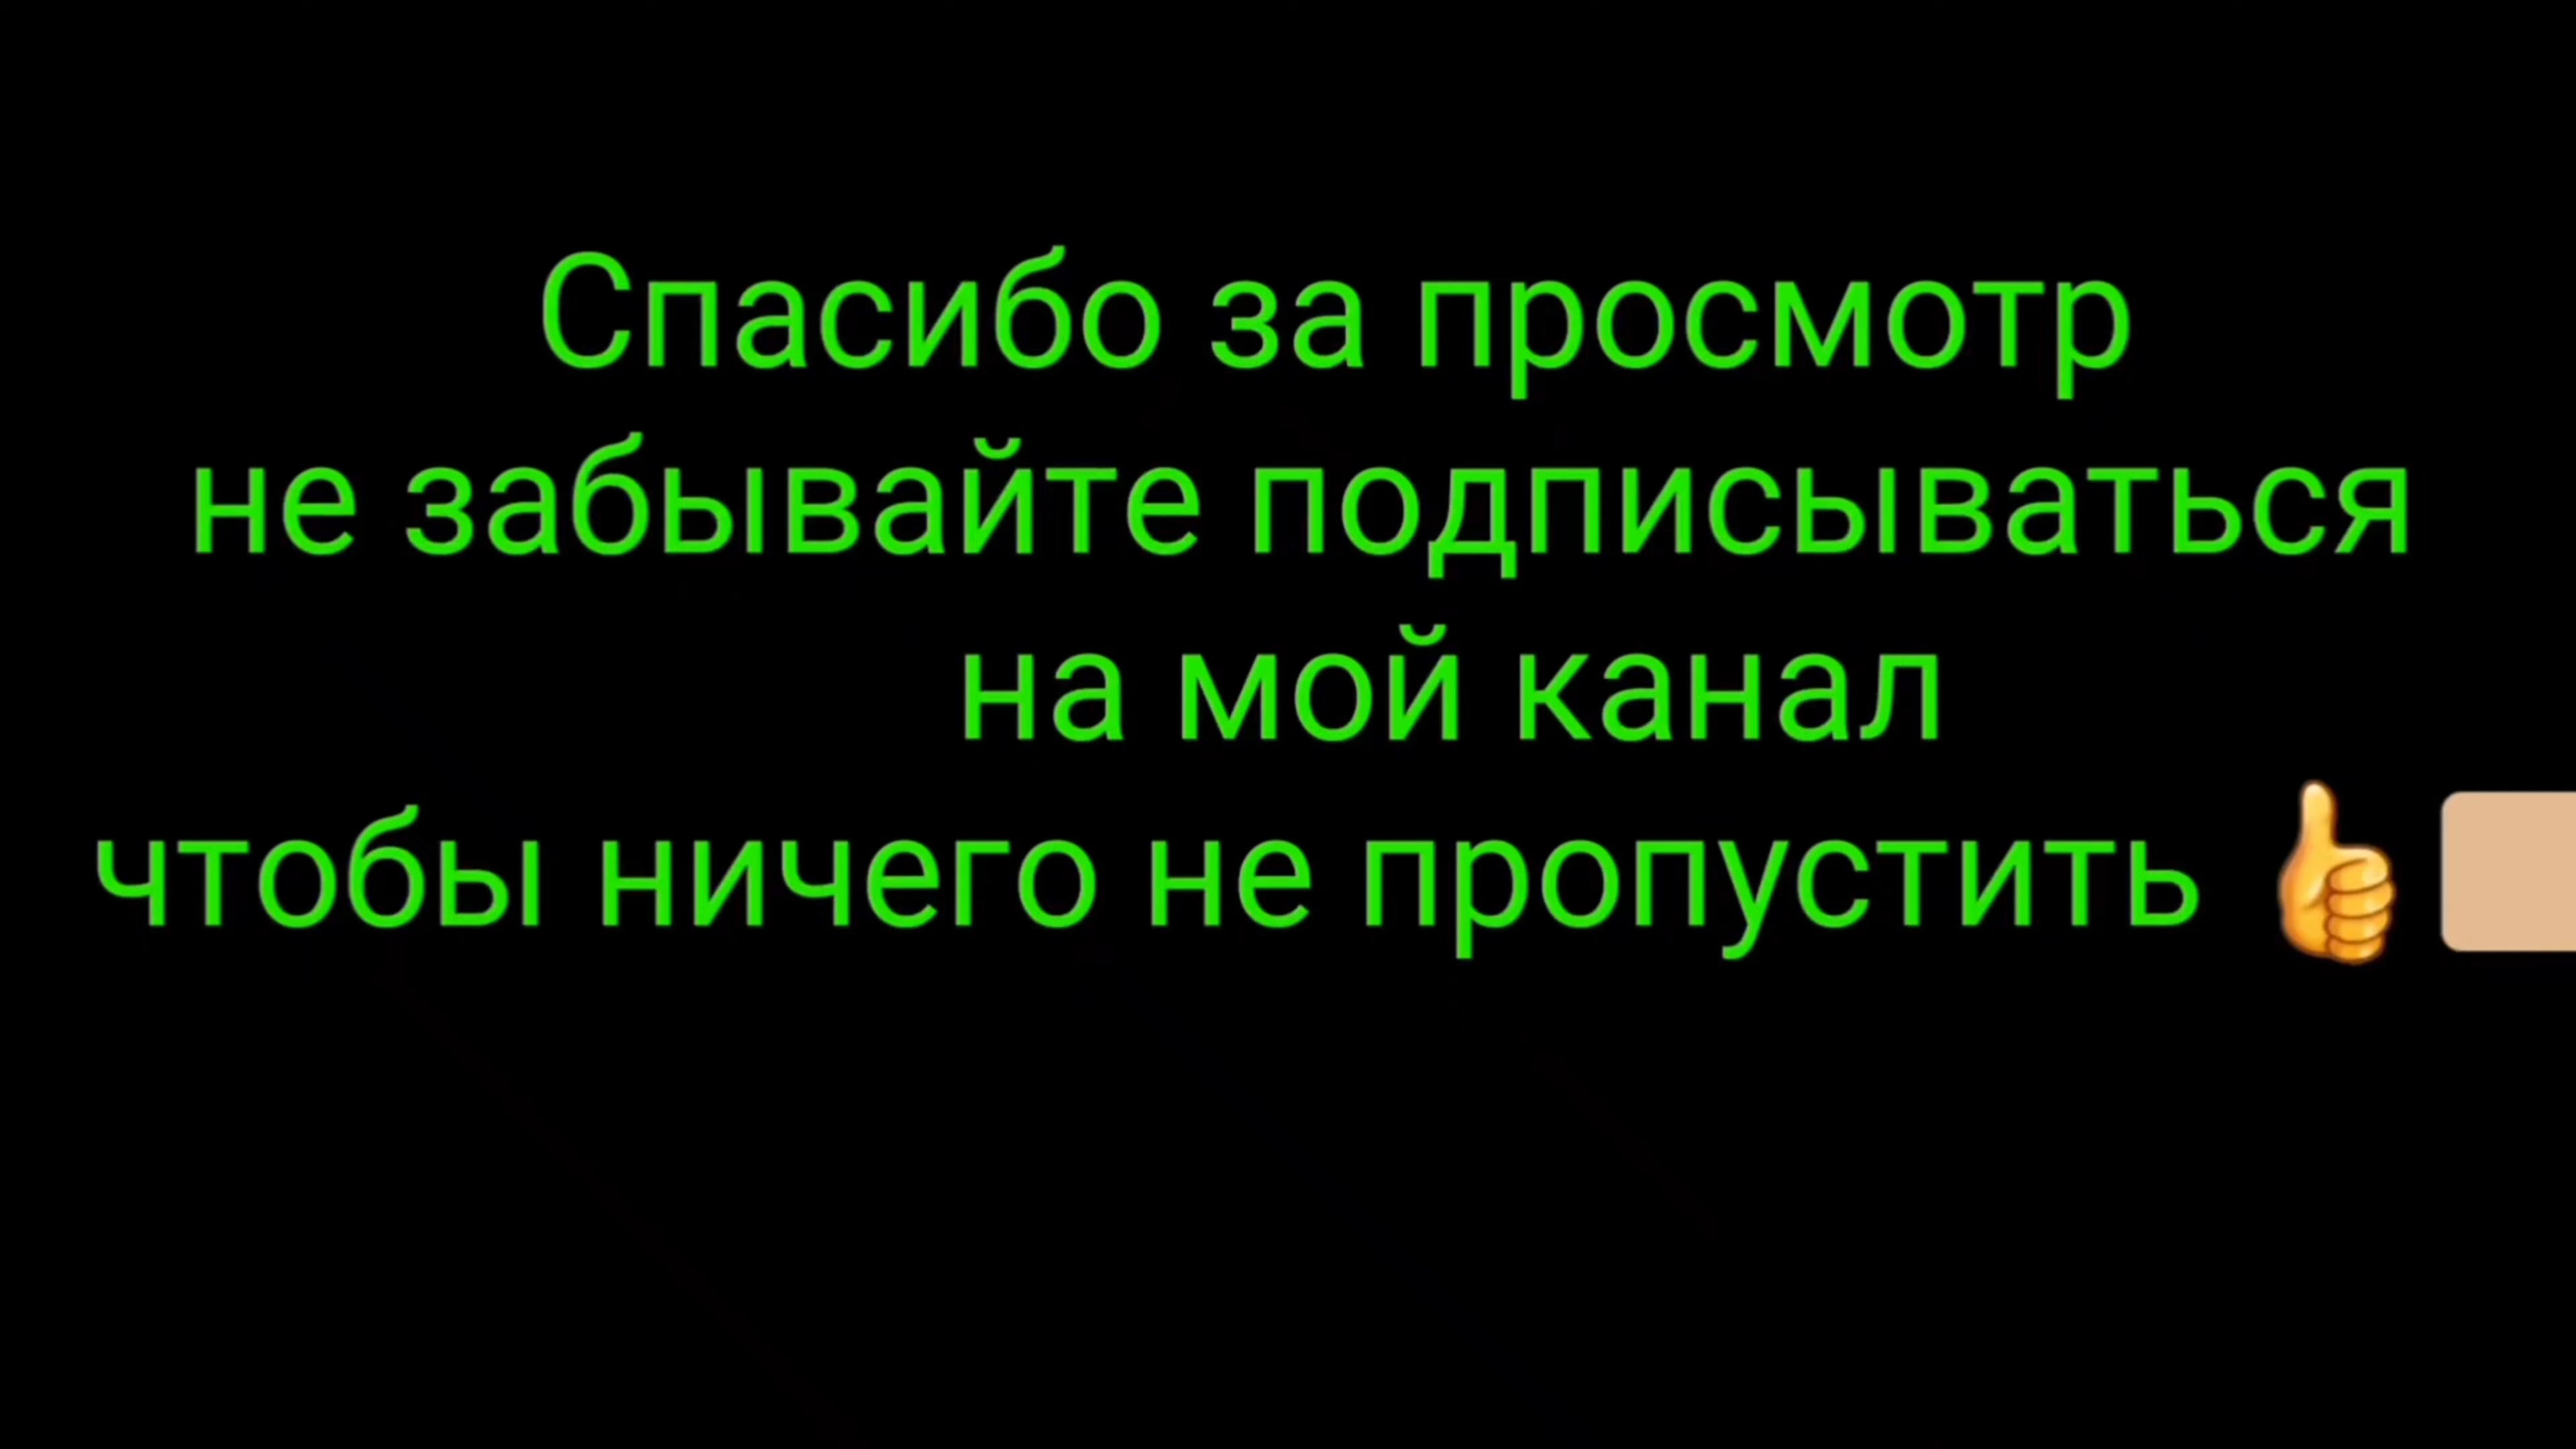 Спасибо за просмотр
не забывайте подписываться
на мой канал
чтобы ничего не пропустить 👍